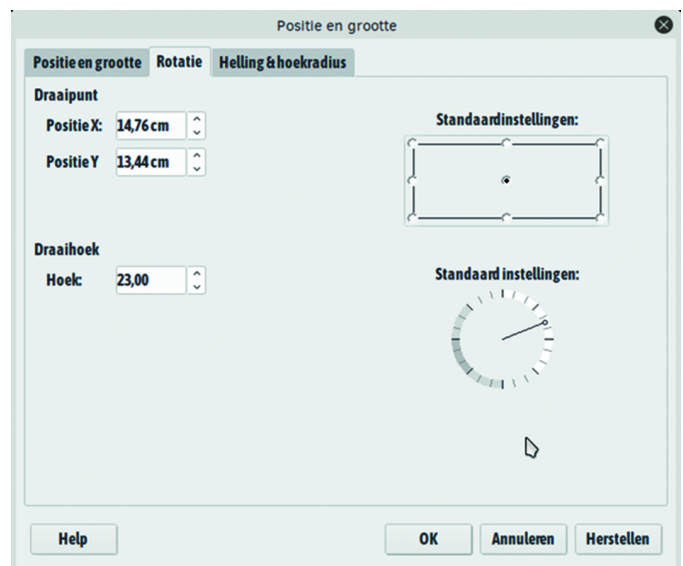 Positie en grootte
Positie en grootte Rotatie Helling & hoekradius
Draaipunt
Positie X: 14,76 cm
Positie Y 13,44 cm
Standaardinstellingen:
Draaihoek
Hoek: 23,00
Standaard instellingen:
Help OK Annuleren Herstellen